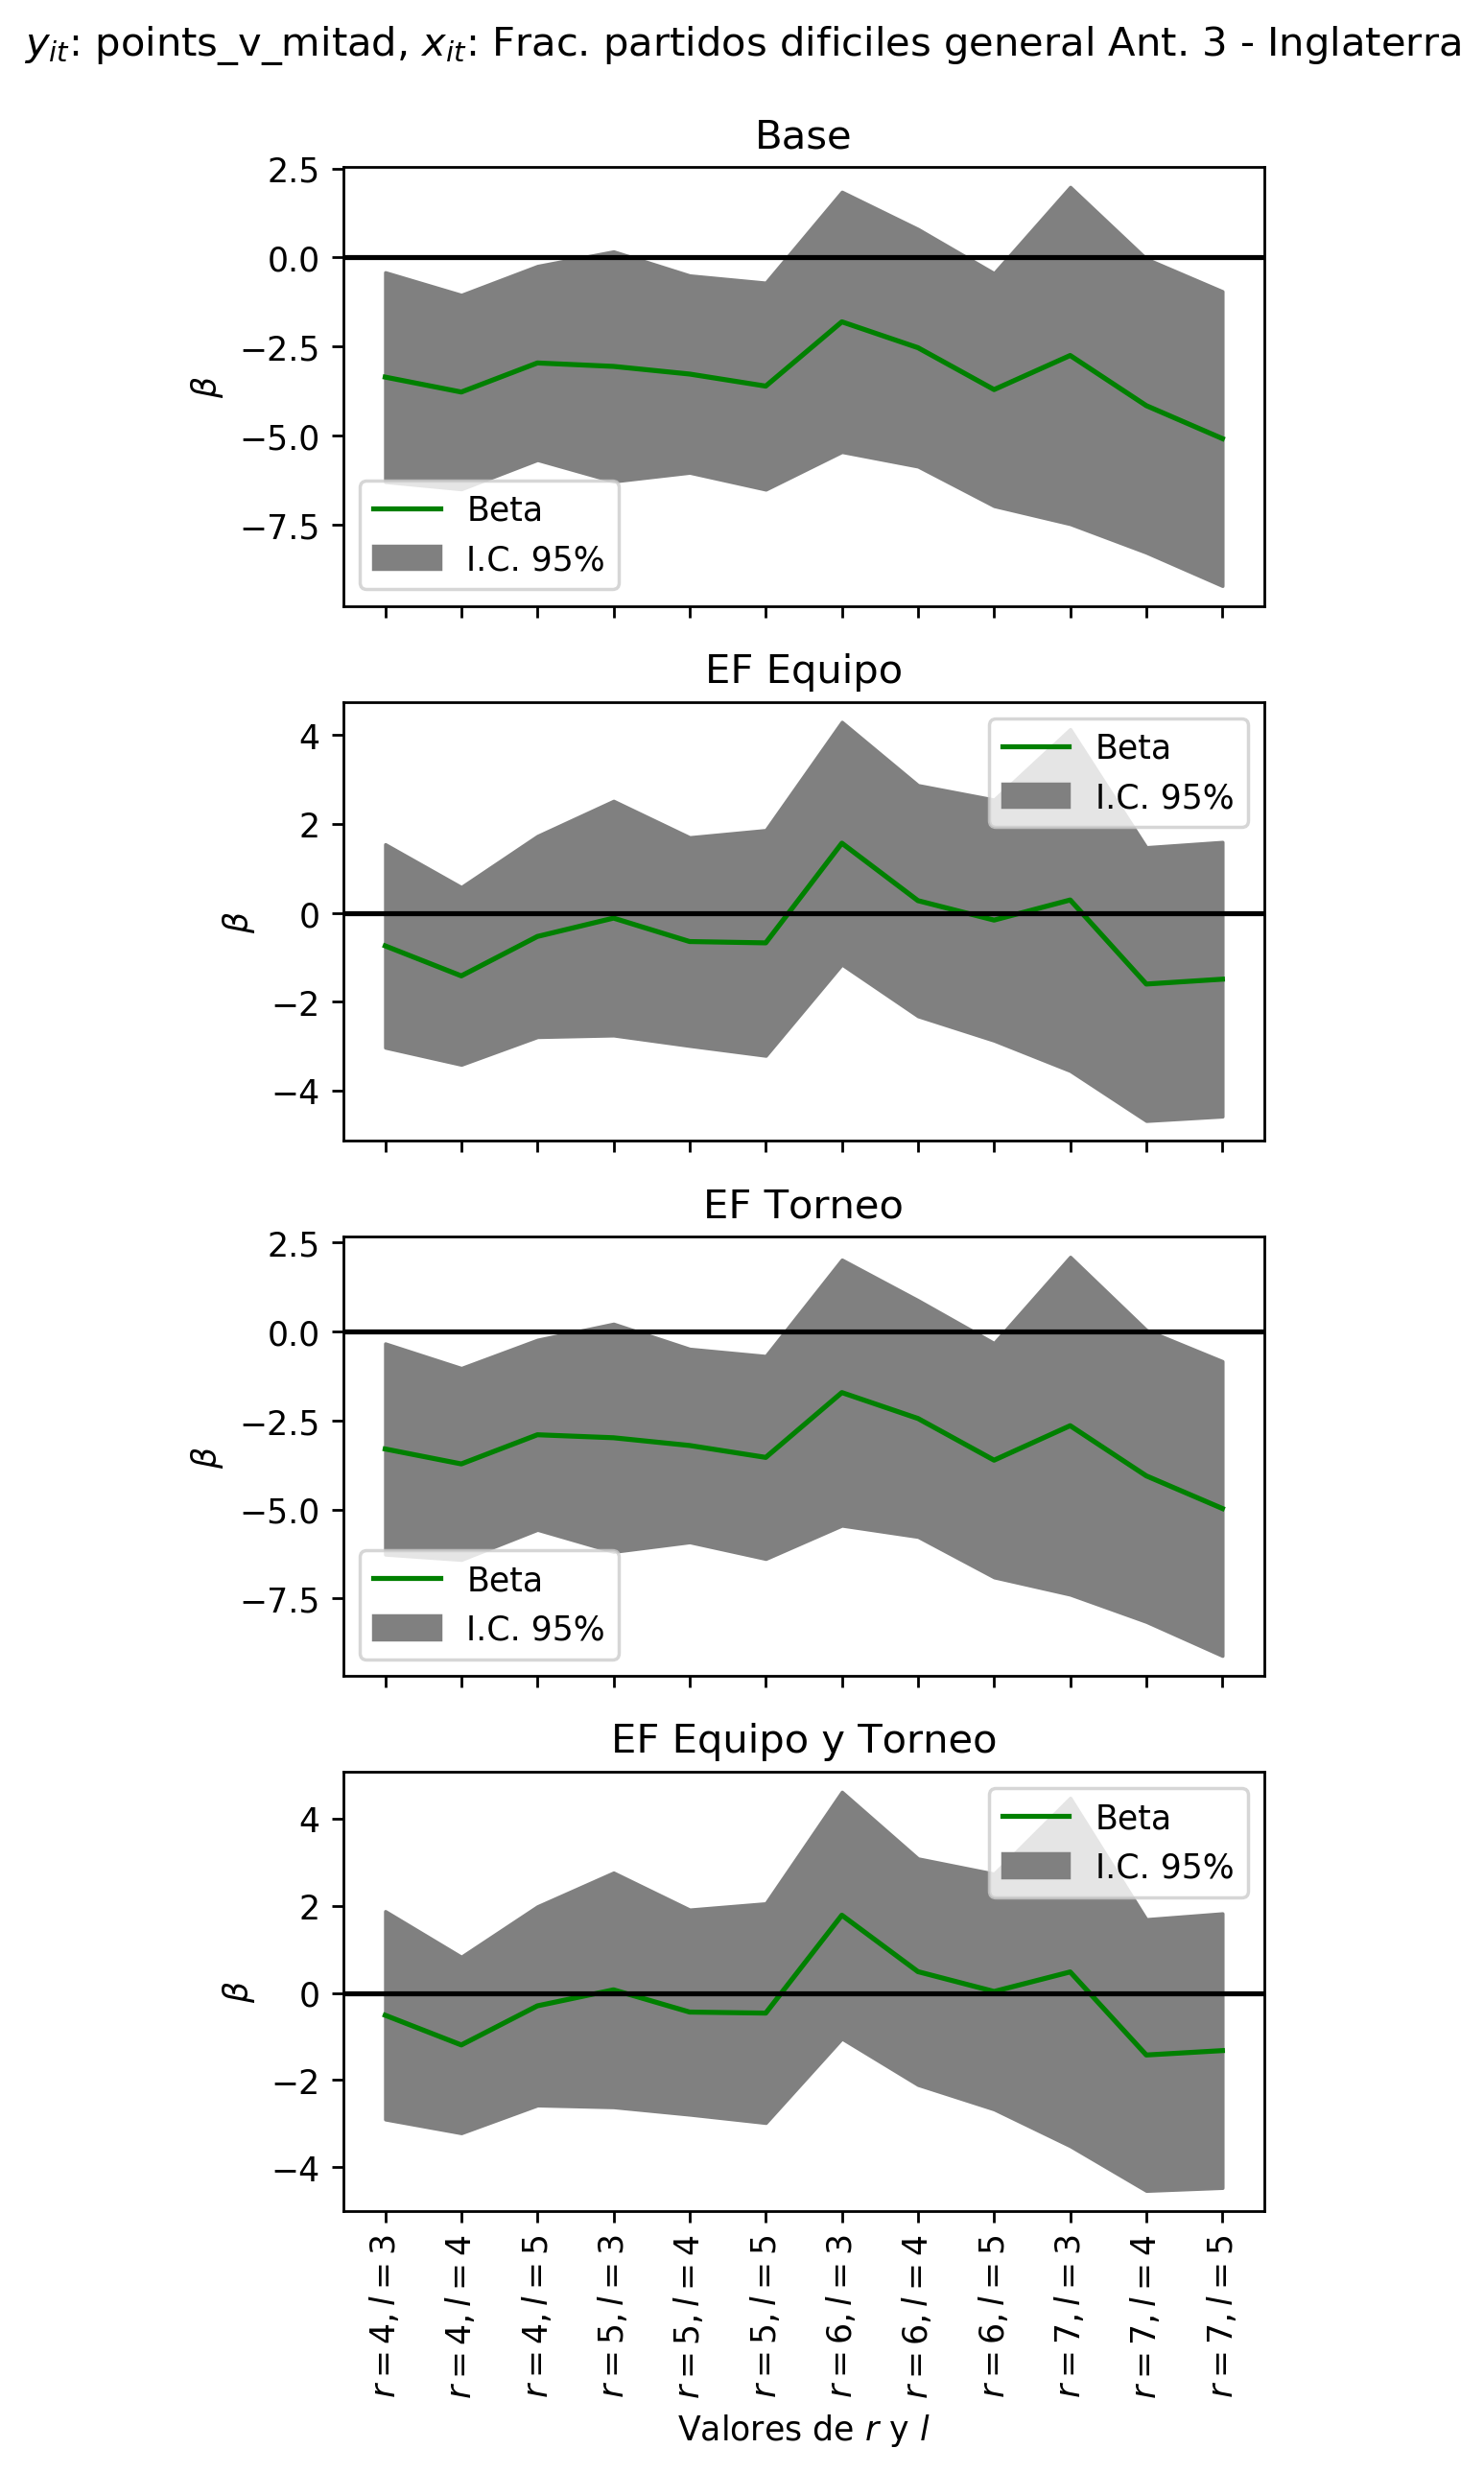 y_it: points_v_mitad, x_it: Frac. partidos dificiles general Ant. 3 - Inglaterra
Base
2.5
0.0
−2.5
−5.0
−7.5
β
Beta
I.C. 95%
EF Equipo
4
2
0
−2
−4
β
Beta
I.C. 95%
EF Torneo
2.5
0.0
−2.5
−5.0
−7.5
β
Beta
I.C. 95%
EF Equipo y Torneo
4
2
0
−2
−4
β
Beta
I.C. 95%
r = 4, l = 3
r = 4, l = 4
r = 4, l = 5
r = 5, l = 3
r = 5, l = 4
r = 5, l = 5
r = 6, l = 3
r = 6, l = 4
r = 6, l = 5
r = 7, l = 3
r = 7, l = 4
r = 7, l = 5
Valores de r y l